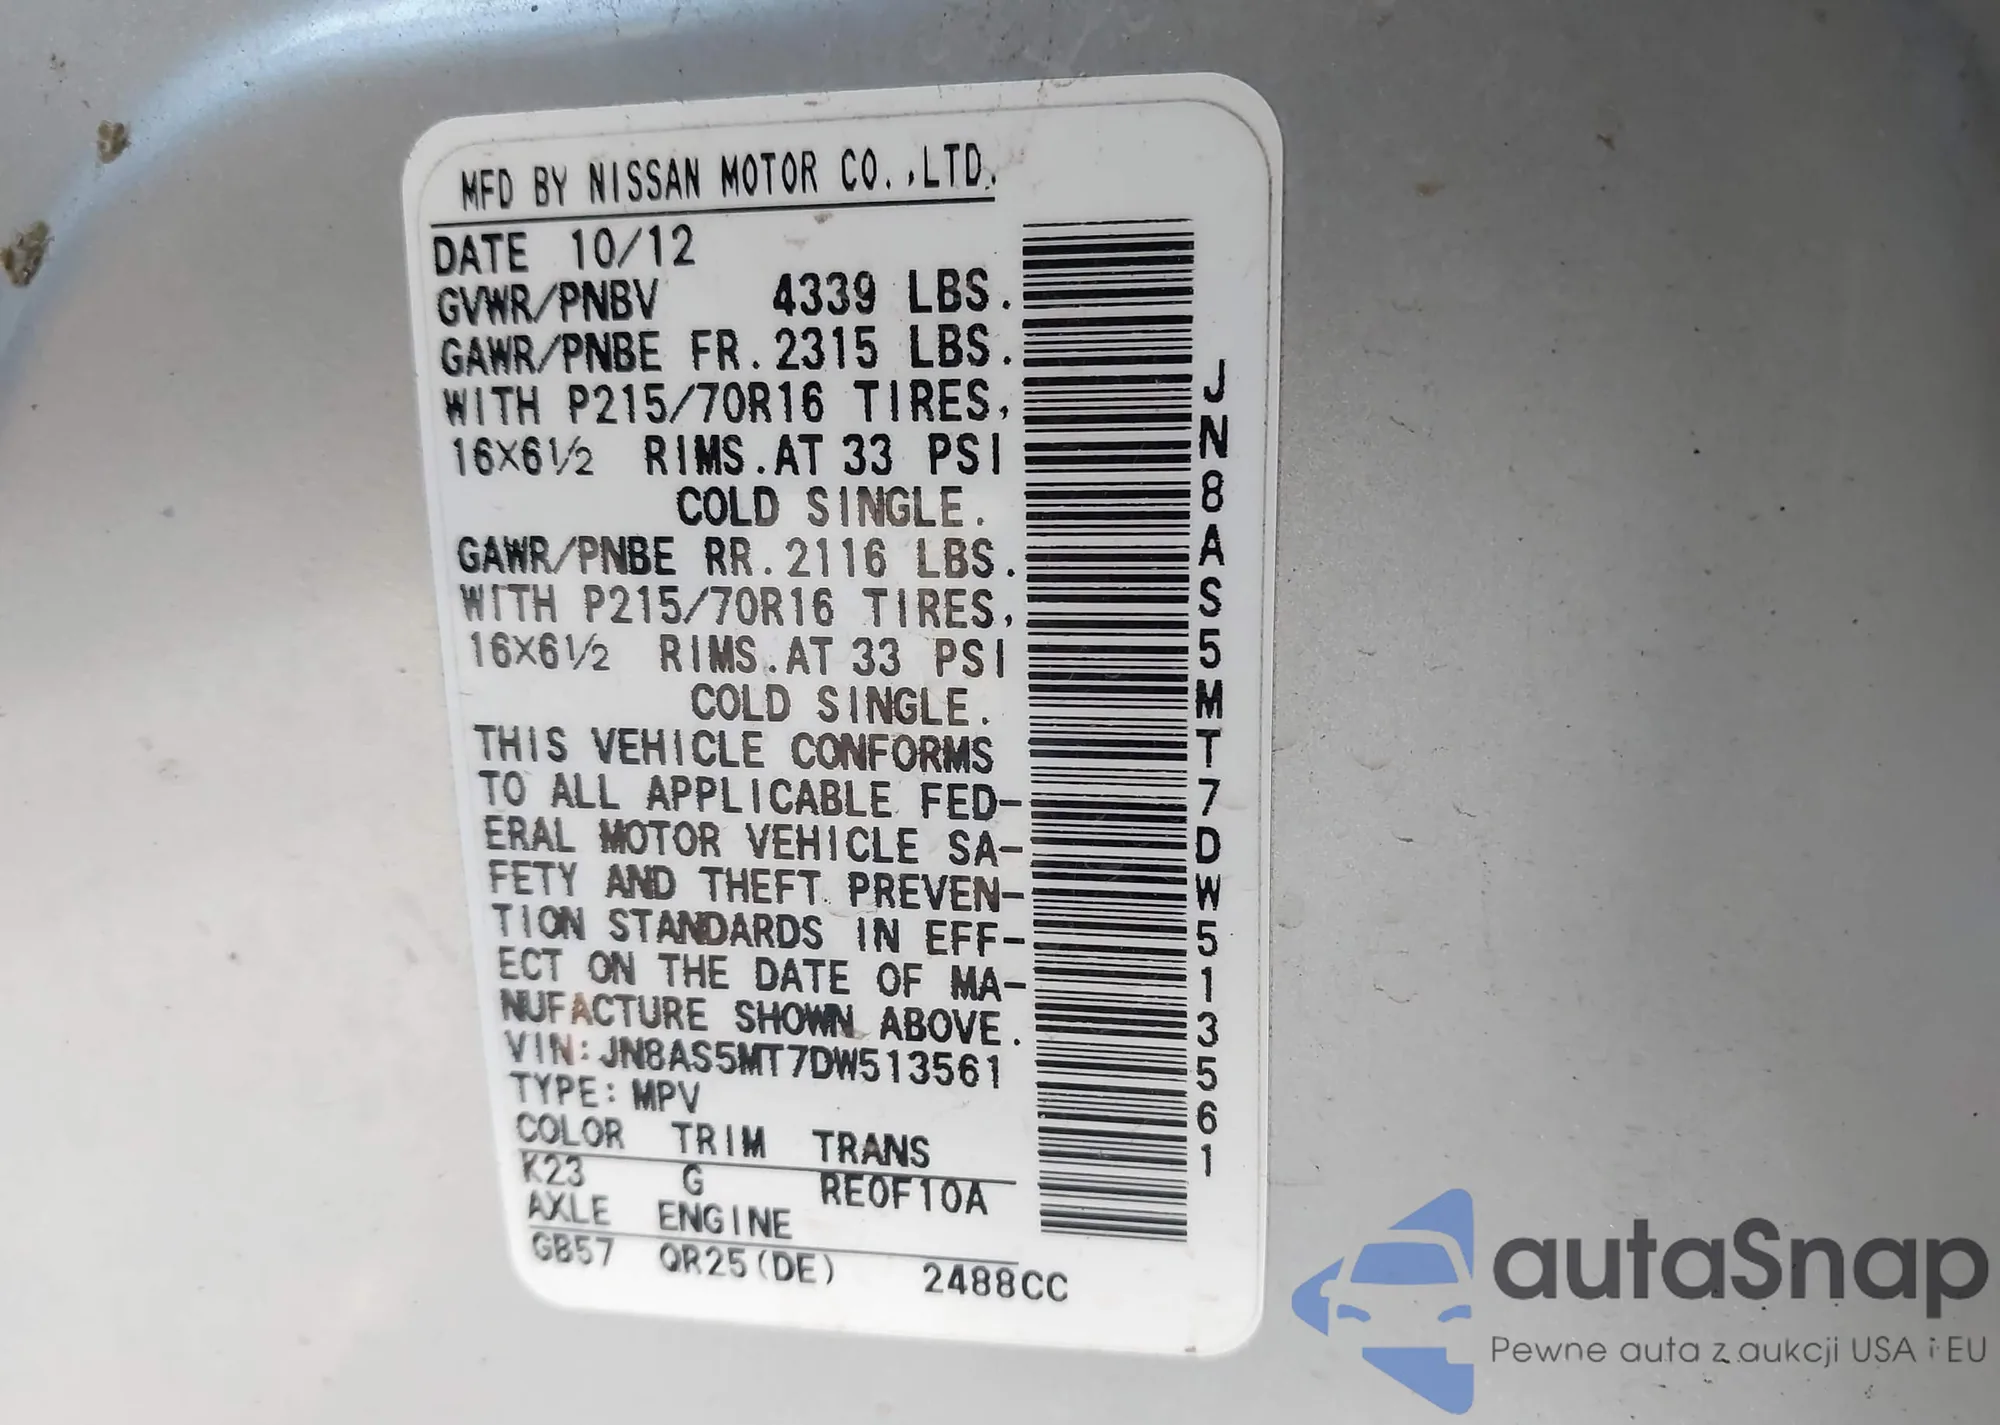 MFD BY NISSAN MOTOR CO.,LTD.
DATE 10/12
GVWR/PNBV 4339 LBS.
GAWR/PNBE FR.2315 LBS.
WITH P215/70R16 TIRES,
16X6½ RIMS.AT 33 PSI
COLD SINGLE.
GAWR/PNBE RR.2116 LBS.
WITH P215/70R16 TIRES,
16X6½ RIMS.AT 33 PSI
COLD SINGLE.
THIS VEHICLE CONFORMS
TO ALL APPLICABLE FED-
ERAL MOTOR VEHICLE SA-
FETY AND THEFT PREVEN-
TION STANDARDS IN EFF-
ECT ON THE DATE OF MA-
NUFACTURE SHOWN ABOVE.
VIN:JN8AS5MT7DW513561
TYPE:MPV
COLOR TRIM TRANS
K23 G RE0F10A
AXLE ENGINE
GB57 QR25(DE) 2488CC
JN8AS5MT7DW513561
autaSnap
Pewne auta z aukcji USA i EU